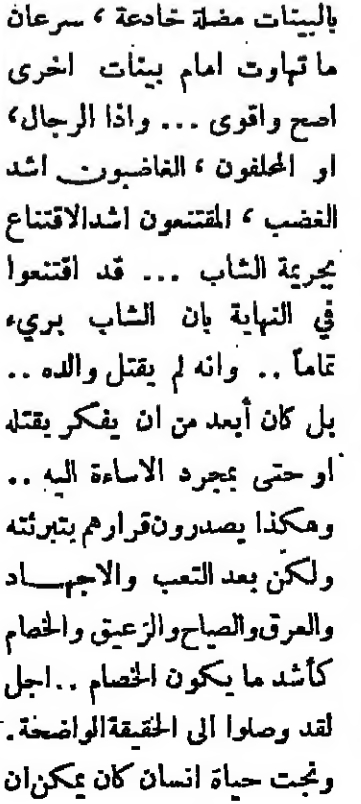 بالبينات مضلة خادعة ، سرعان
ما تهاوت امام بينات اخرى
اصح واقوى ... واذا الرجال ،
او المحلفون ، الغاضبون اشد
الغضب ، المقتنعون اشد الاقتناع
بجريمة الشاب ... قد اقتنعوا
في النهاية بان الشاب بريء
تماماً .. وانه لم يقتل والده ..
بل كان أبعد من ان يفكر بقتله
او حتى بمجرد الاساءة اليه ..
وهكذا يصدرون قرارهم بتبرئته
ولكن بعد التعب والاجهـــاد
والعرق والصياح والزعيق والخصام
كأشد ما يكون الخصام .. اجل
لقد وصلوا الى الحقيقة الواضحة .
ونجت حياة انسان كان يمكن ان